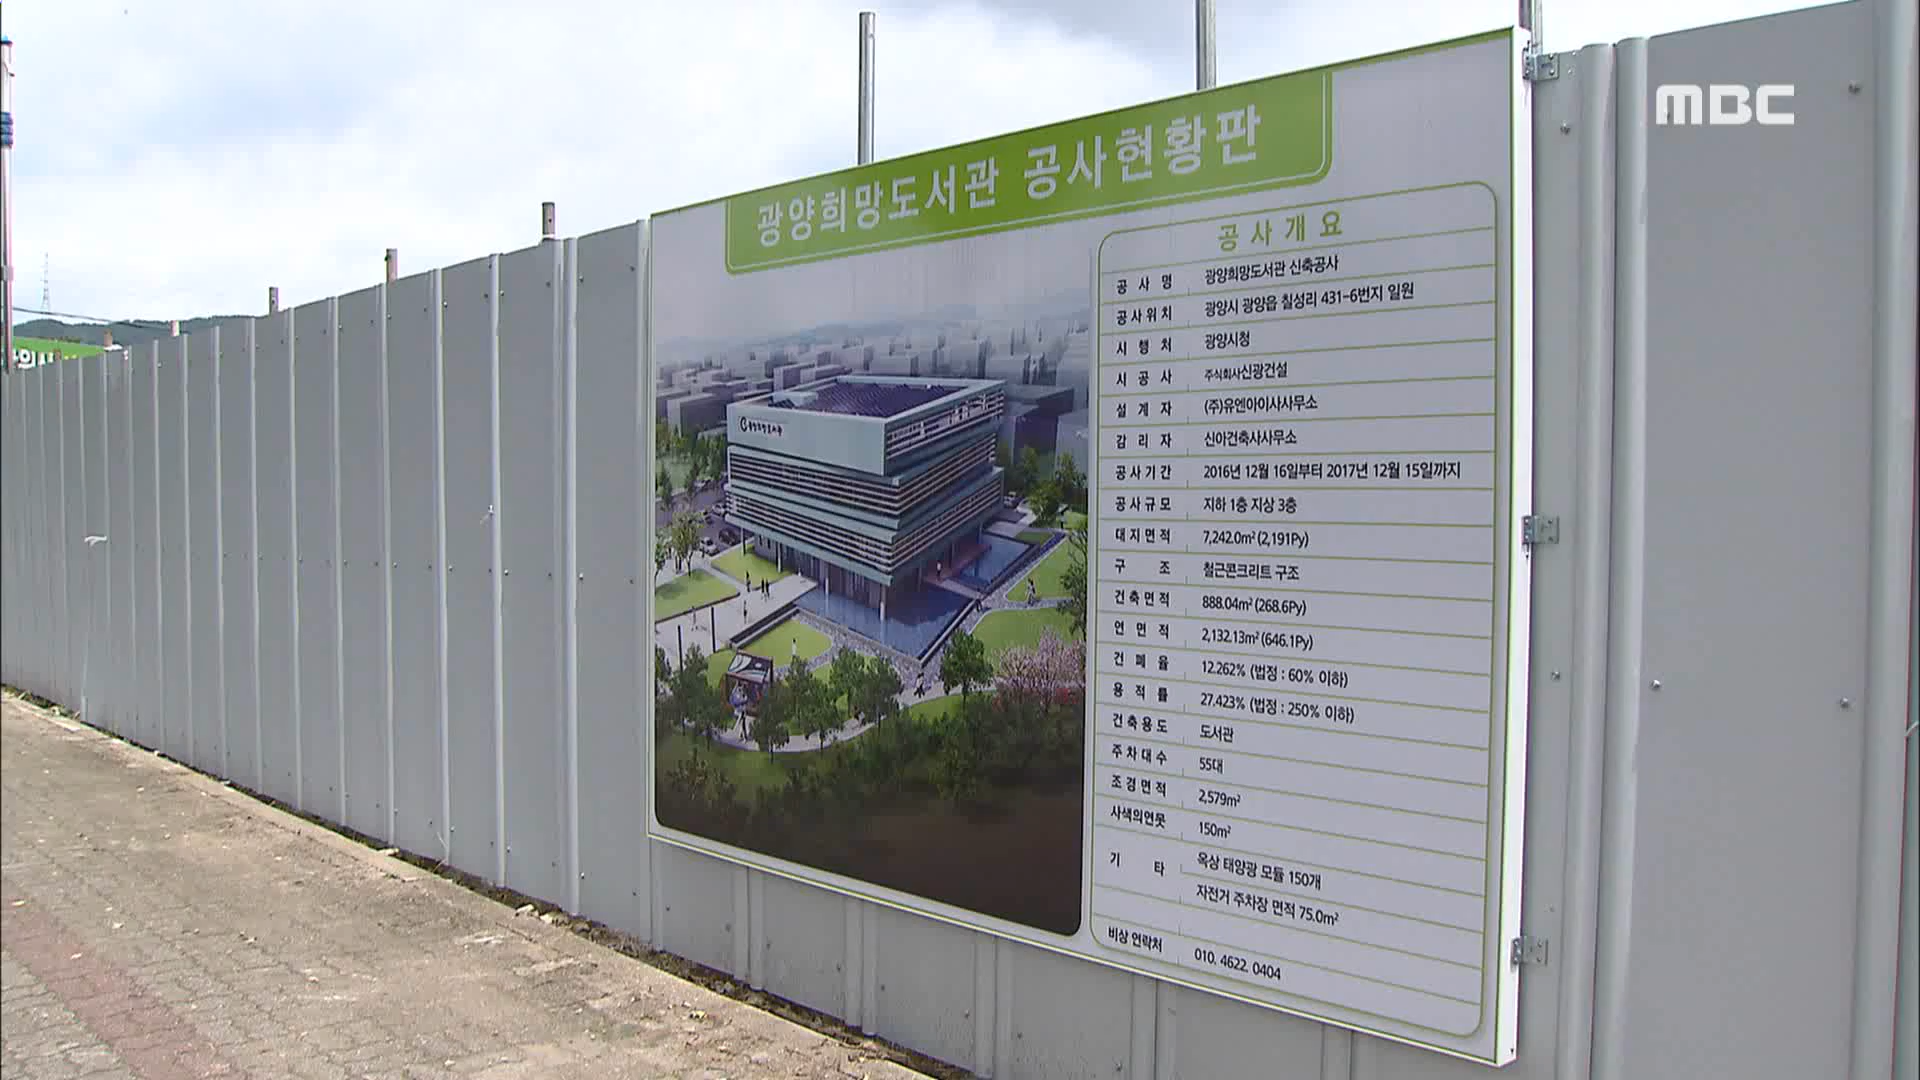 MBC
광양희망도서관 공사현황판
공사개요
공사명 광양희망도서관 신축공사
공사위치 광양시 광양읍 칠성리 431-6번지 일원
시행처 광양시청
시공사 주식회사신광건설
설계자 (주)유엔아이사사무소
감리자 신아건축사사무소
공사기간 2016년 12월 16일부터 2017년 12월 15일까지
공사규모 지하 1층 지상 3층
대지면적 7,242.0m² (2,191Py)
구조 철근콘크리트 구조
건축면적 888.04m² (268.6Py)
연면적 2,132.13m² (646.1Py)
건폐율 12.262% (법정 : 60% 이하)
용적률 27.423% (법정 : 250% 이하)
건축용도 도서관
주차대수 55대
조경면적 2,579m²
사색의연못 150m²
기타 옥상 태양광 모듈 150개
자전거 주차장 면적 75.0m²
비상 연락처 010. 4622. 0404